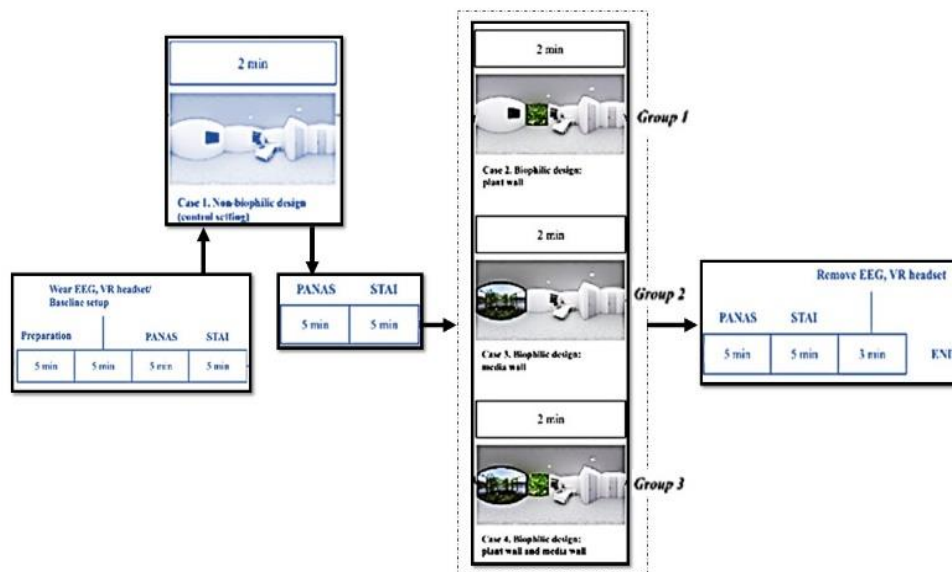 2 min
Case 1. Non-biophilic design
(control setting)
Wear EEG, VR headset/
Baseline setup
Preparation
PANAS
STAI
5 min
5 min
5 min
5 min
PANAS
STAI
5 min
5 min
2 min
Group 1
Case 2. Biophilic design:
plant wall
2 min
Group 2
Case 3. Biophilic design:
media wall
2 min
Group 3
Case 4. Biophilic design:
plant wall and media wall
Remove EEG, VR headset
PANAS
STAI
5 min
5 min
3 min
END